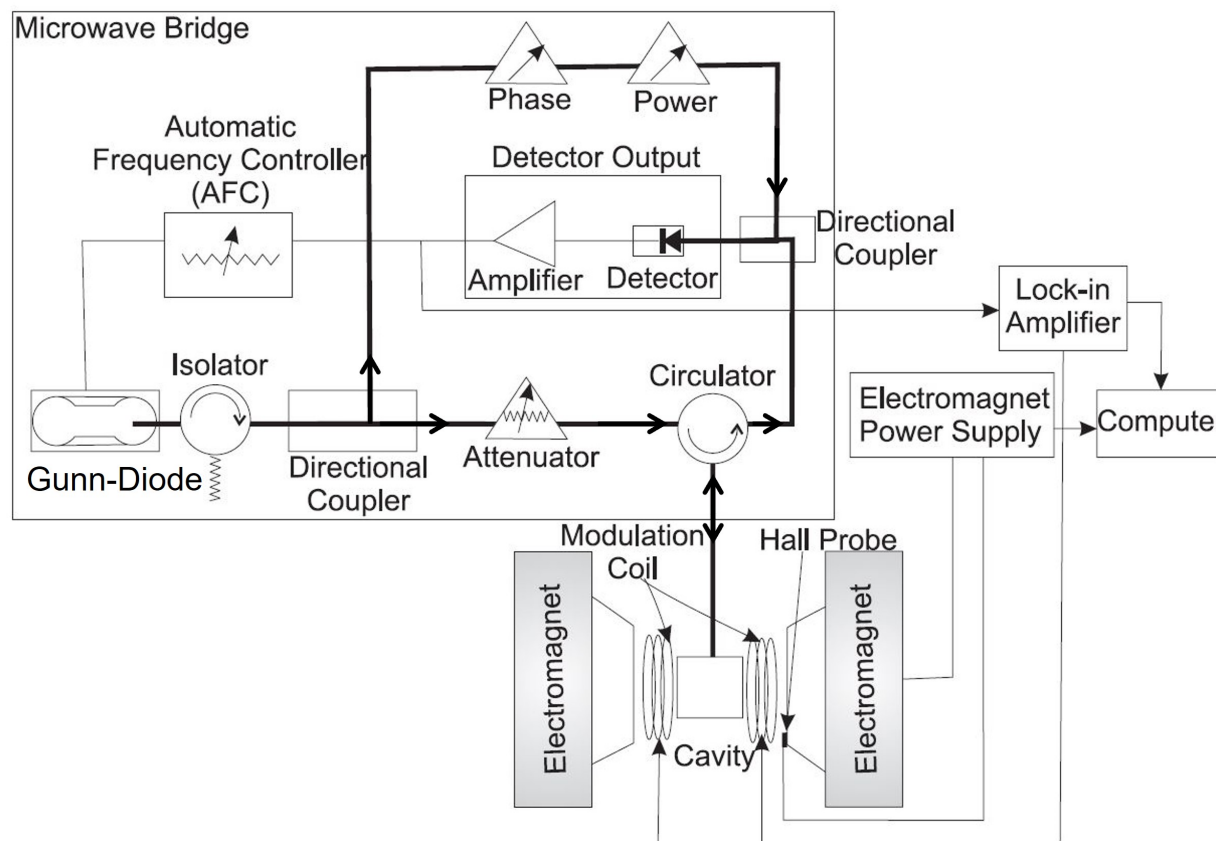 Microwave Bridge
Phase
Power
Automatic
Frequency Controller
(AFC)
Detector Output
Amplifier
Detector
Directional
Coupler
Lock-in
Amplifier
Isolator
Circulator
Electromagnet
Power Supply
Compute
Gunn-Diode
Directional
Coupler
Attenuator
Modulation
Coil
Hall Probe
Electromagnet
Cavity
Electromagnet